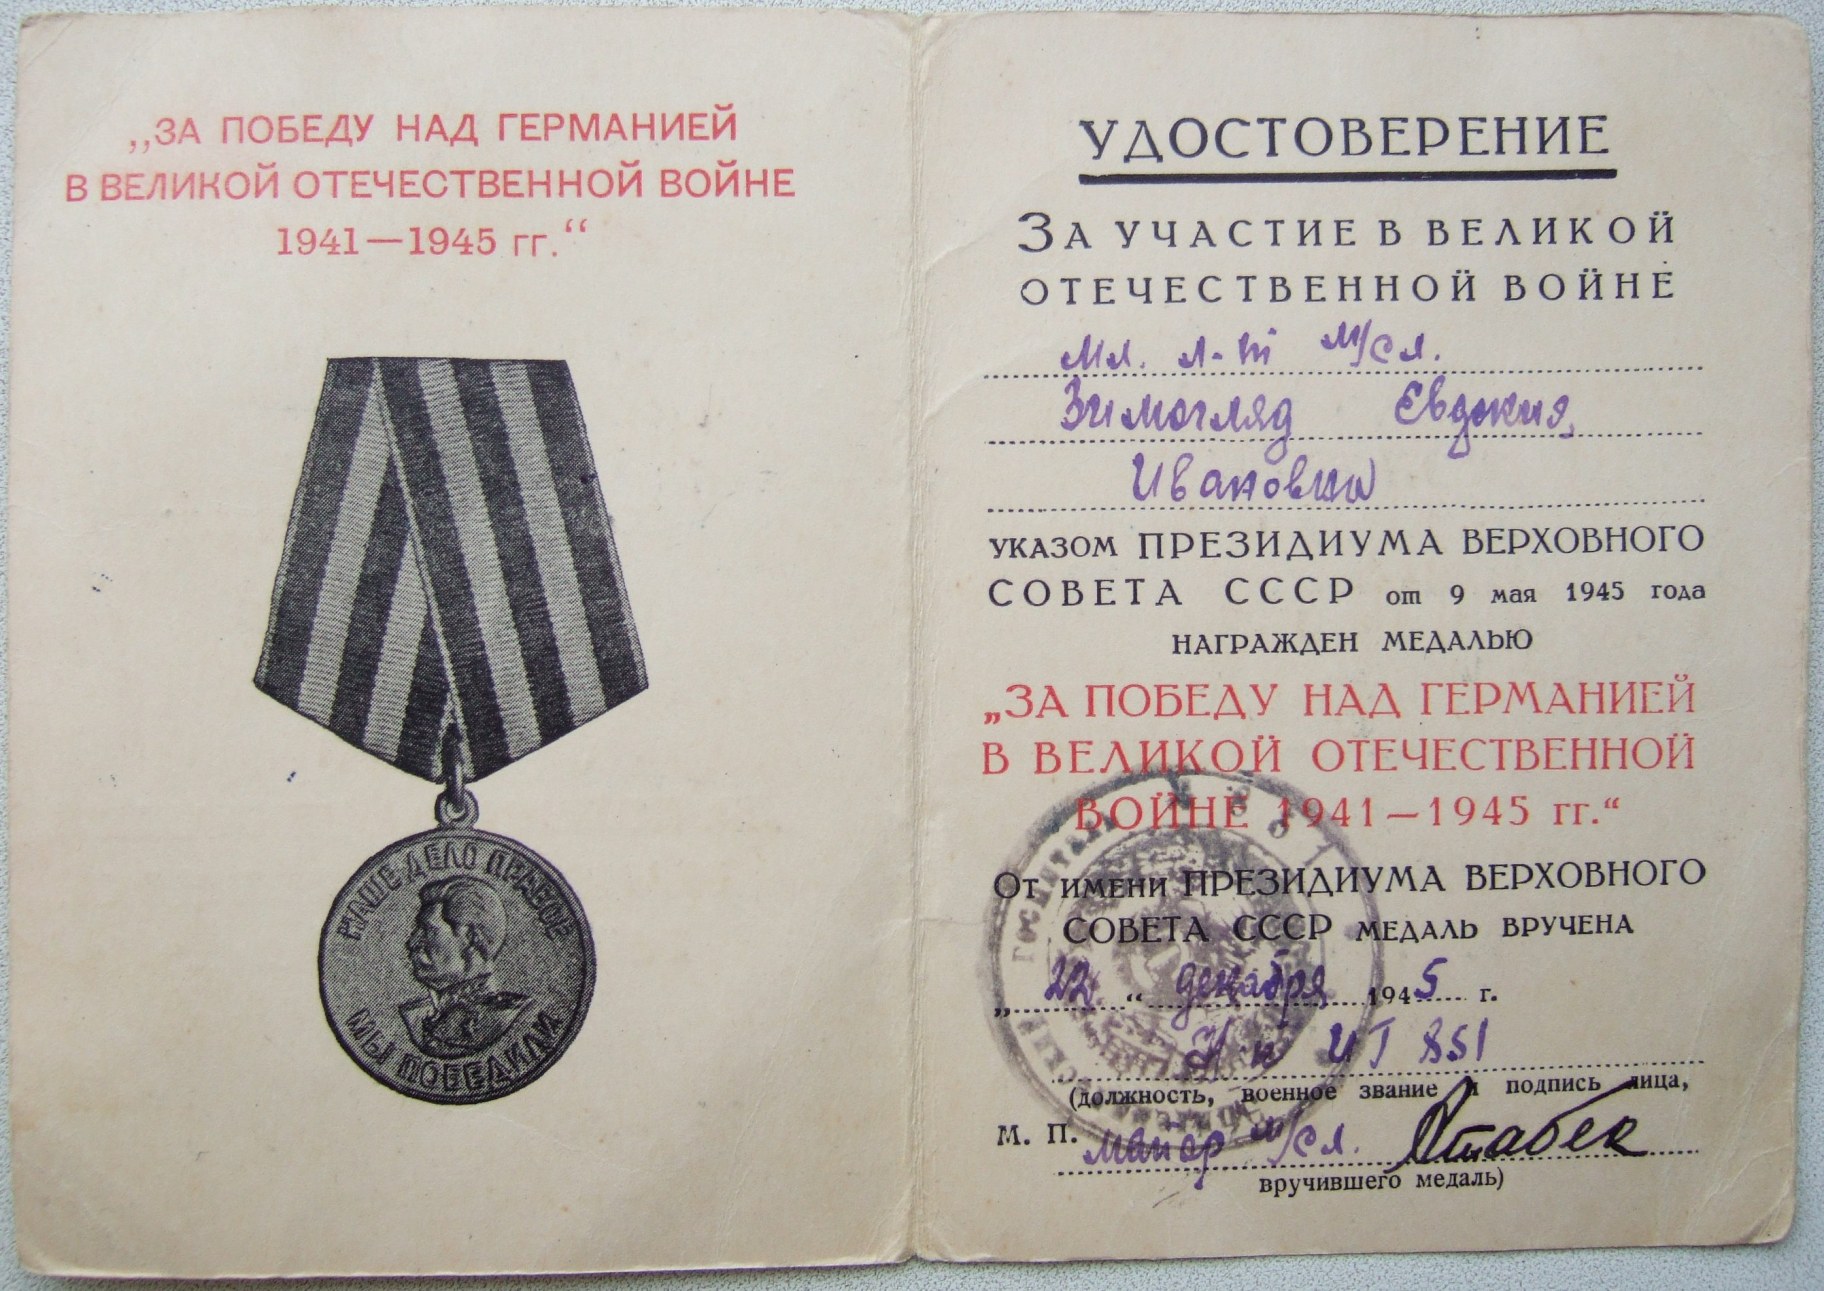 „ЗА ПОБЕДУ НАД ГЕРМАНИЕЙ
В ВЕЛИКОЙ ОТЕЧЕСТВЕННОЙ ВОЙНЕ
1941—1945 гг.“
НАШЕ ДЕЛО ПРАВОЕ
МЫ ПОБЕДИЛИ
УДОСТОВЕРЕНИЕ
ЗА УЧАСТИЕ В ВЕЛИКОЙ
ОТЕЧЕСТВЕННОЙ ВОЙНЕ
Мл. л-т м/сл.
Зимогляд Евдокия
Ивановна
УКАЗОМ ПРЕЗИДИУМА ВЕРХОВНОГО
СОВЕТА СССР от 9 мая 1945 года
НАГРАЖДЕН МЕДАЛЬЮ
„ЗА ПОБЕДУ НАД ГЕРМАНИЕЙ
В ВЕЛИКОЙ ОТЕЧЕСТВЕННОЙ
ВОЙНЕ 1941—1945 гг.“
ОТ ИМЕНИ ПРЕЗИДИУМА ВЕРХОВНОГО
СОВЕТА СССР МЕДАЛЬ ВРУЧЕНА
„22“ декабря 1945 г.
Н-к ИГ 851
(должность, военное звание и подпись лица,
М. П. майор м/сл.
вручившего медаль)